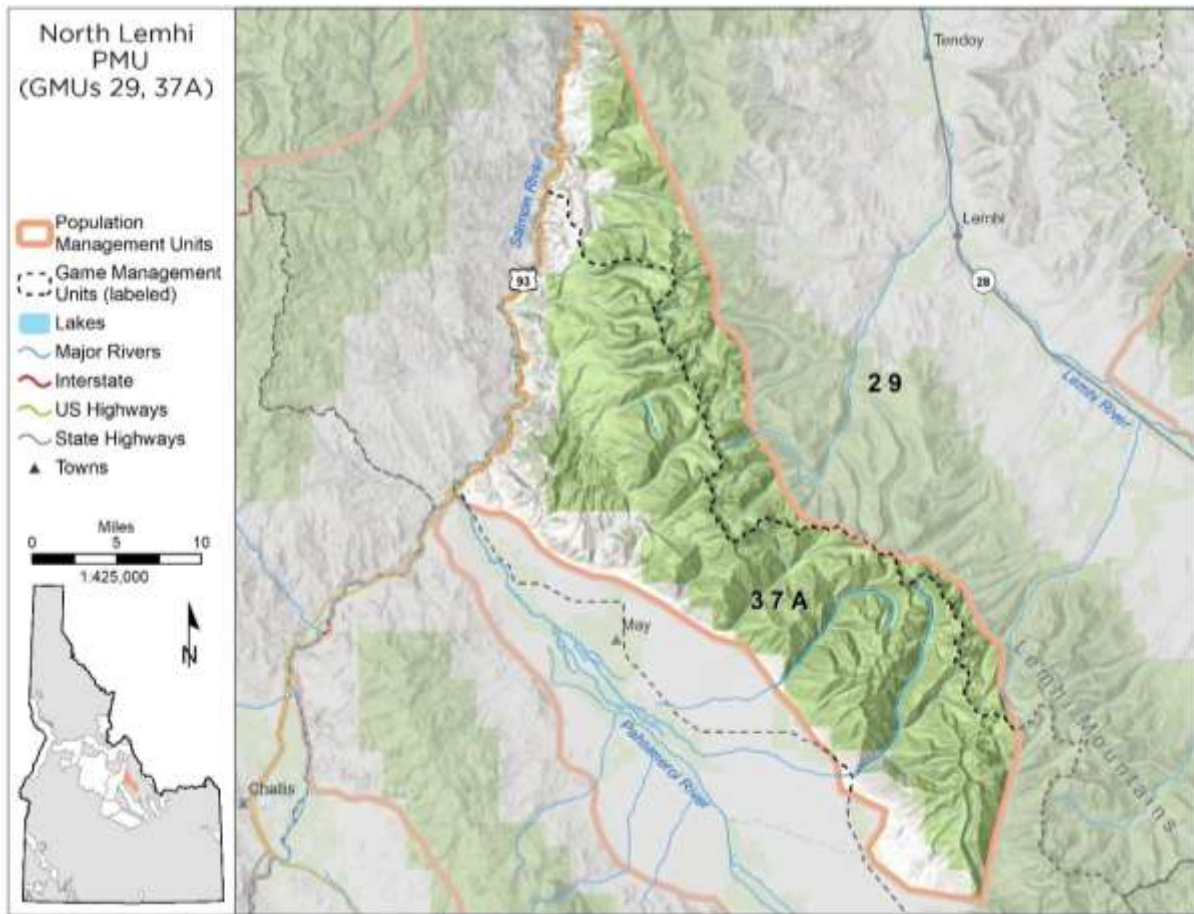 North Lemhi
PMU
(GMUs 29, 37A)
Population
Management Units
Game Management
Units (labeled)
Lakes
Major Rivers
Interstate
US Highways
State Highways
Towns
Miles
0 5 10
1:425,000
N
Tendoy
Salmon River
Lemhi
93
28
29
Lemhi River
37A
May
Lemhi Mountains
Pahsimeroi River
Challis